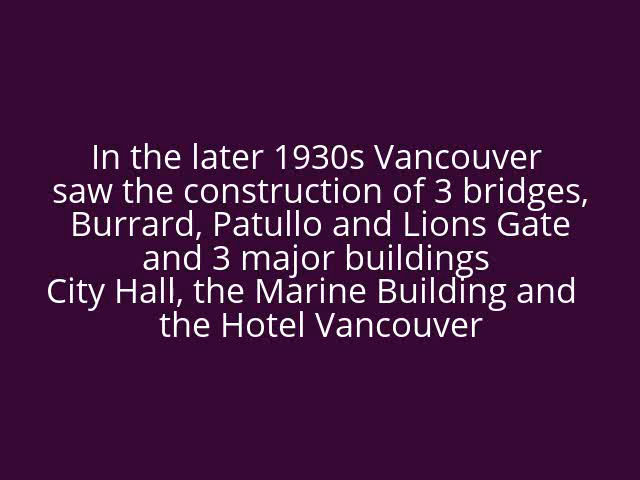 In the later 1930s Vancouver
saw the construction of 3 bridges,
Burrard, Patullo and Lions Gate
and 3 major buildings
City Hall, the Marine Building and
the Hotel Vancouver